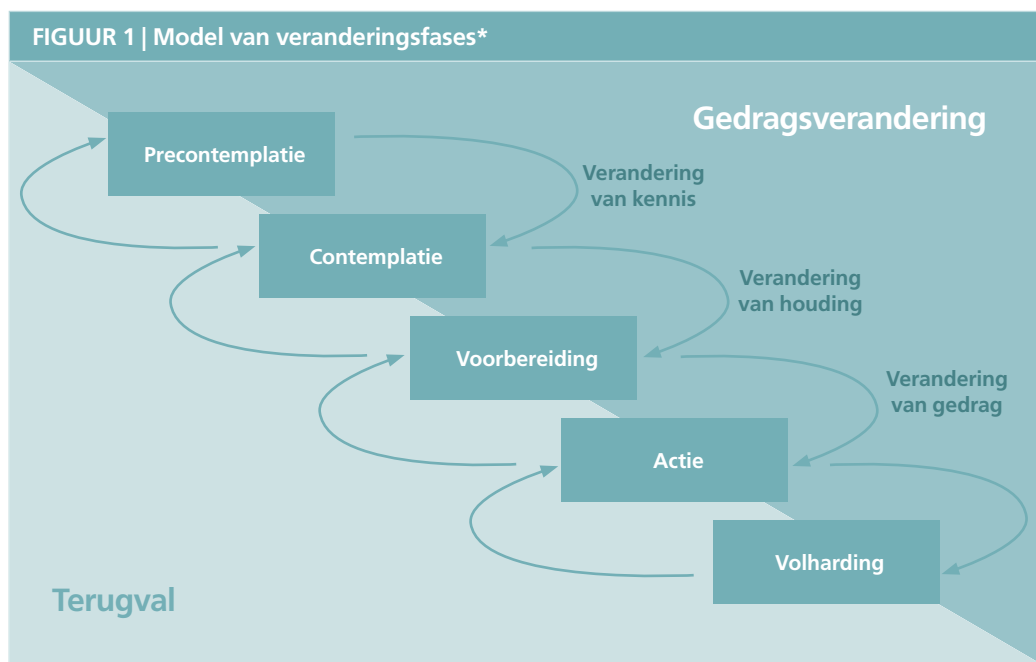 FIGUUR 1 | Model van veranderingsfases*
Gedragsverandering
Precontemplatie
Verandering
van kennis
Contemplatie
Verandering
van houding
Voorbereiding
Verandering
van gedrag
Actie
Volharding
Terugval